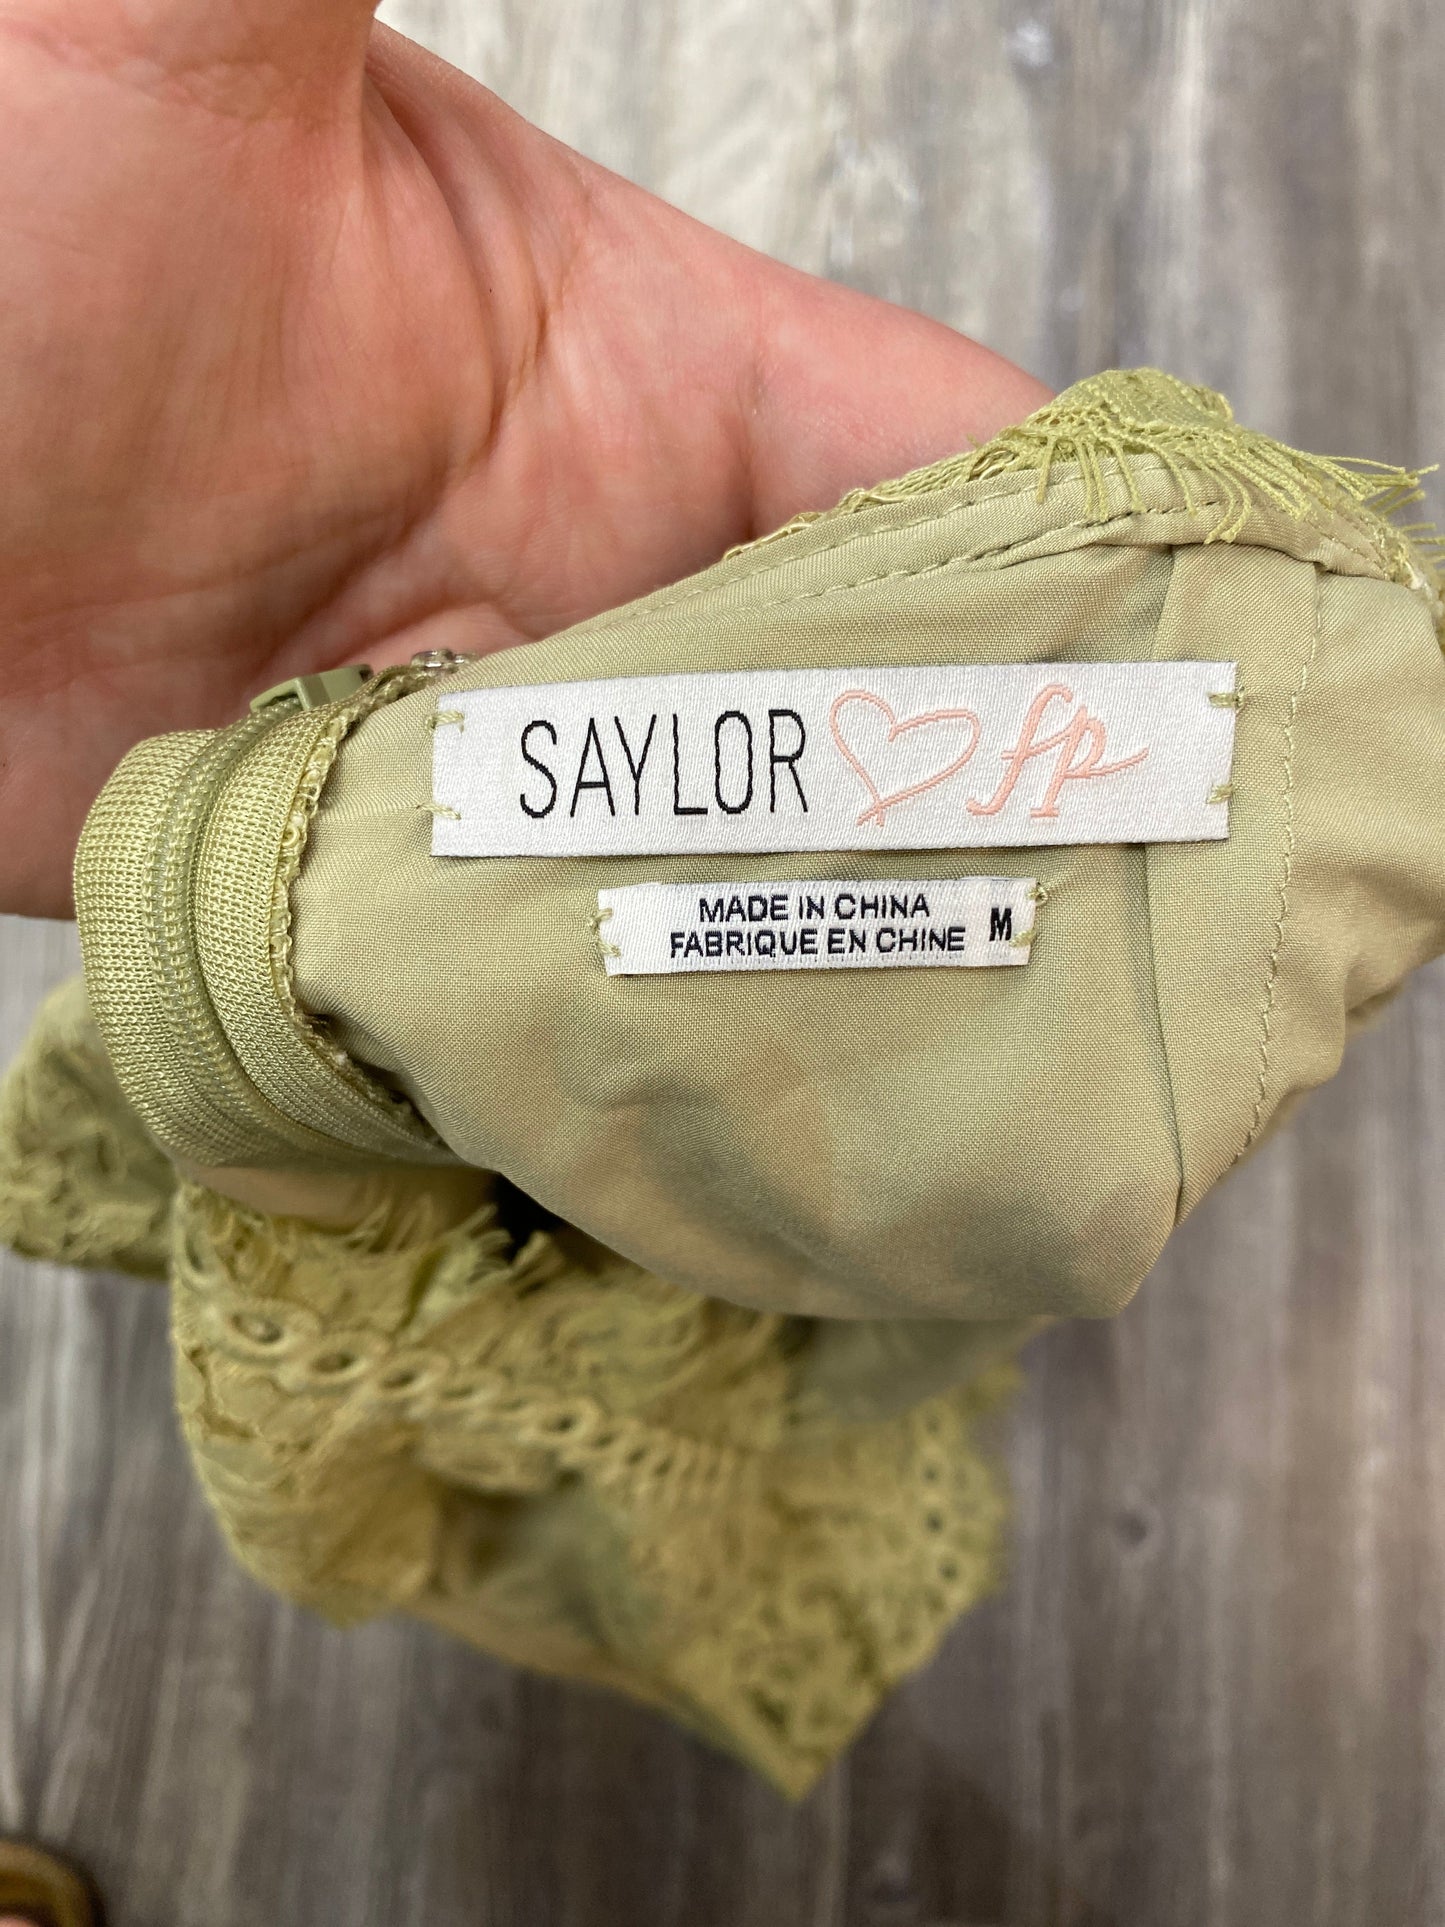 SAYLOR fp
MADE IN CHINA
FABRIQUE EN CHINE M